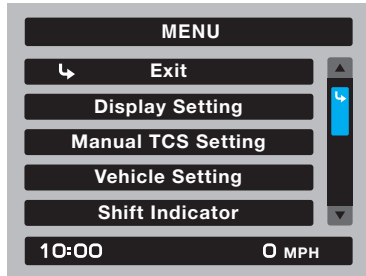 MENU
Exit
Display Setting
Manual TCS Setting
Vehicle Setting
Shift Indicator
10:00 0 MPH